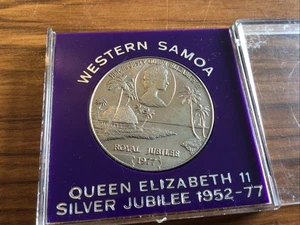 WESTERN SAMOA
ROYAL JUBILEE
1977
QUEEN ELIZABETH 11
SILVER JUBILEE 1952-77